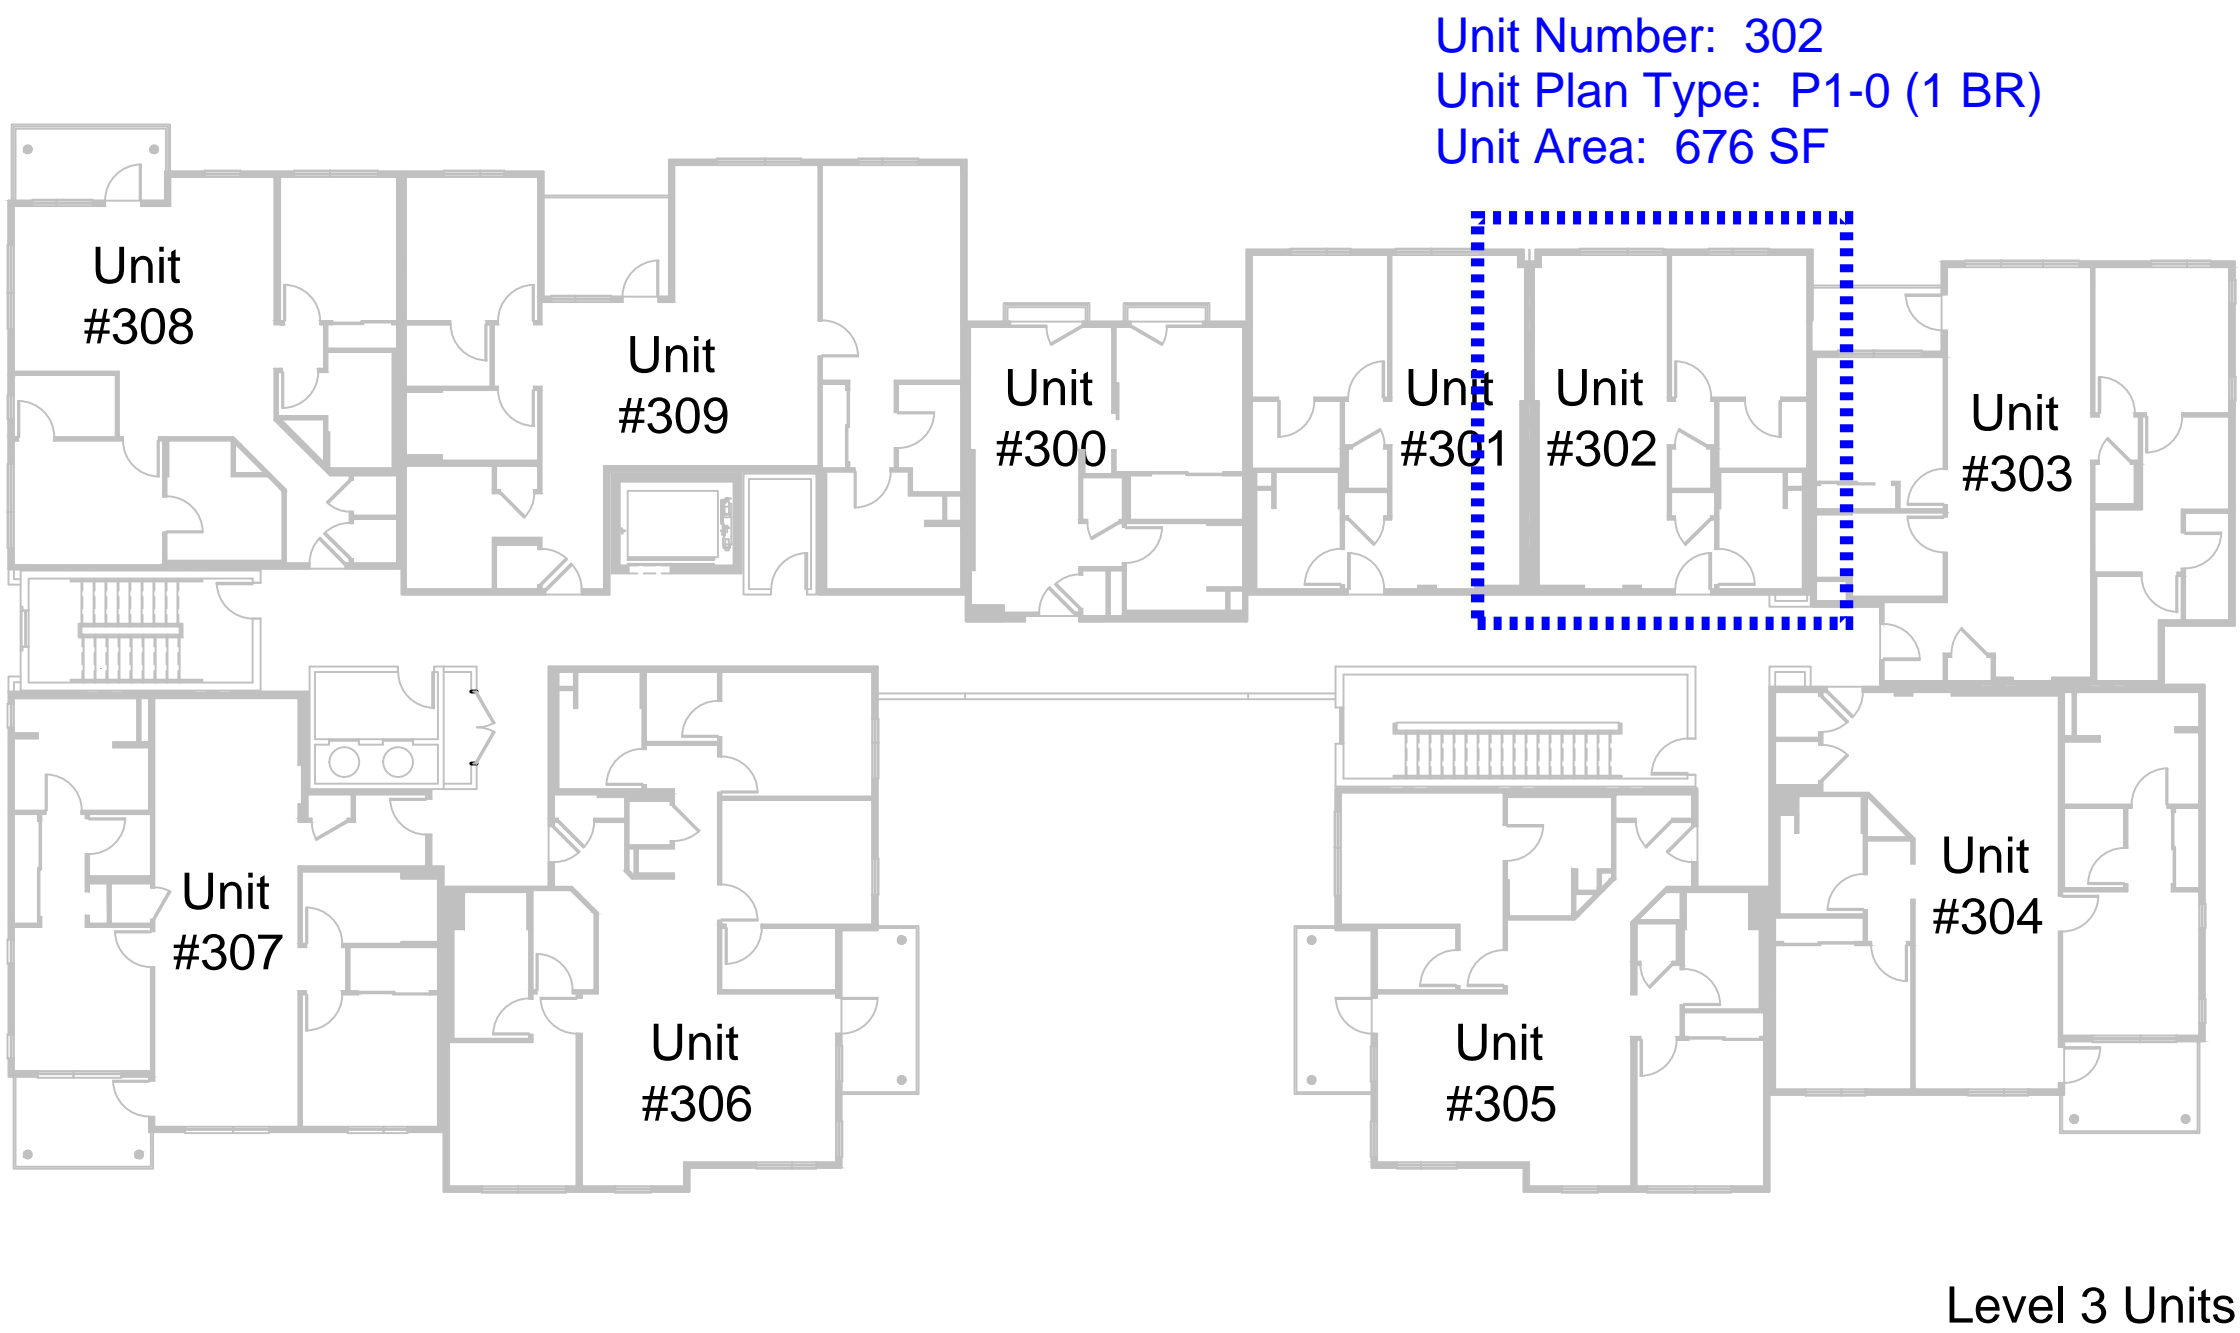 Unit Number: 302
Unit Plan Type: P1-0 (1 BR)
Unit Area: 676 SF
Unit
#308
Unit
#309
Unit
#300
Unit
#301
Unit
#302
Unit
#303
Unit
#307
Unit
#306
Unit
#305
Unit
#304
Level 3 Units